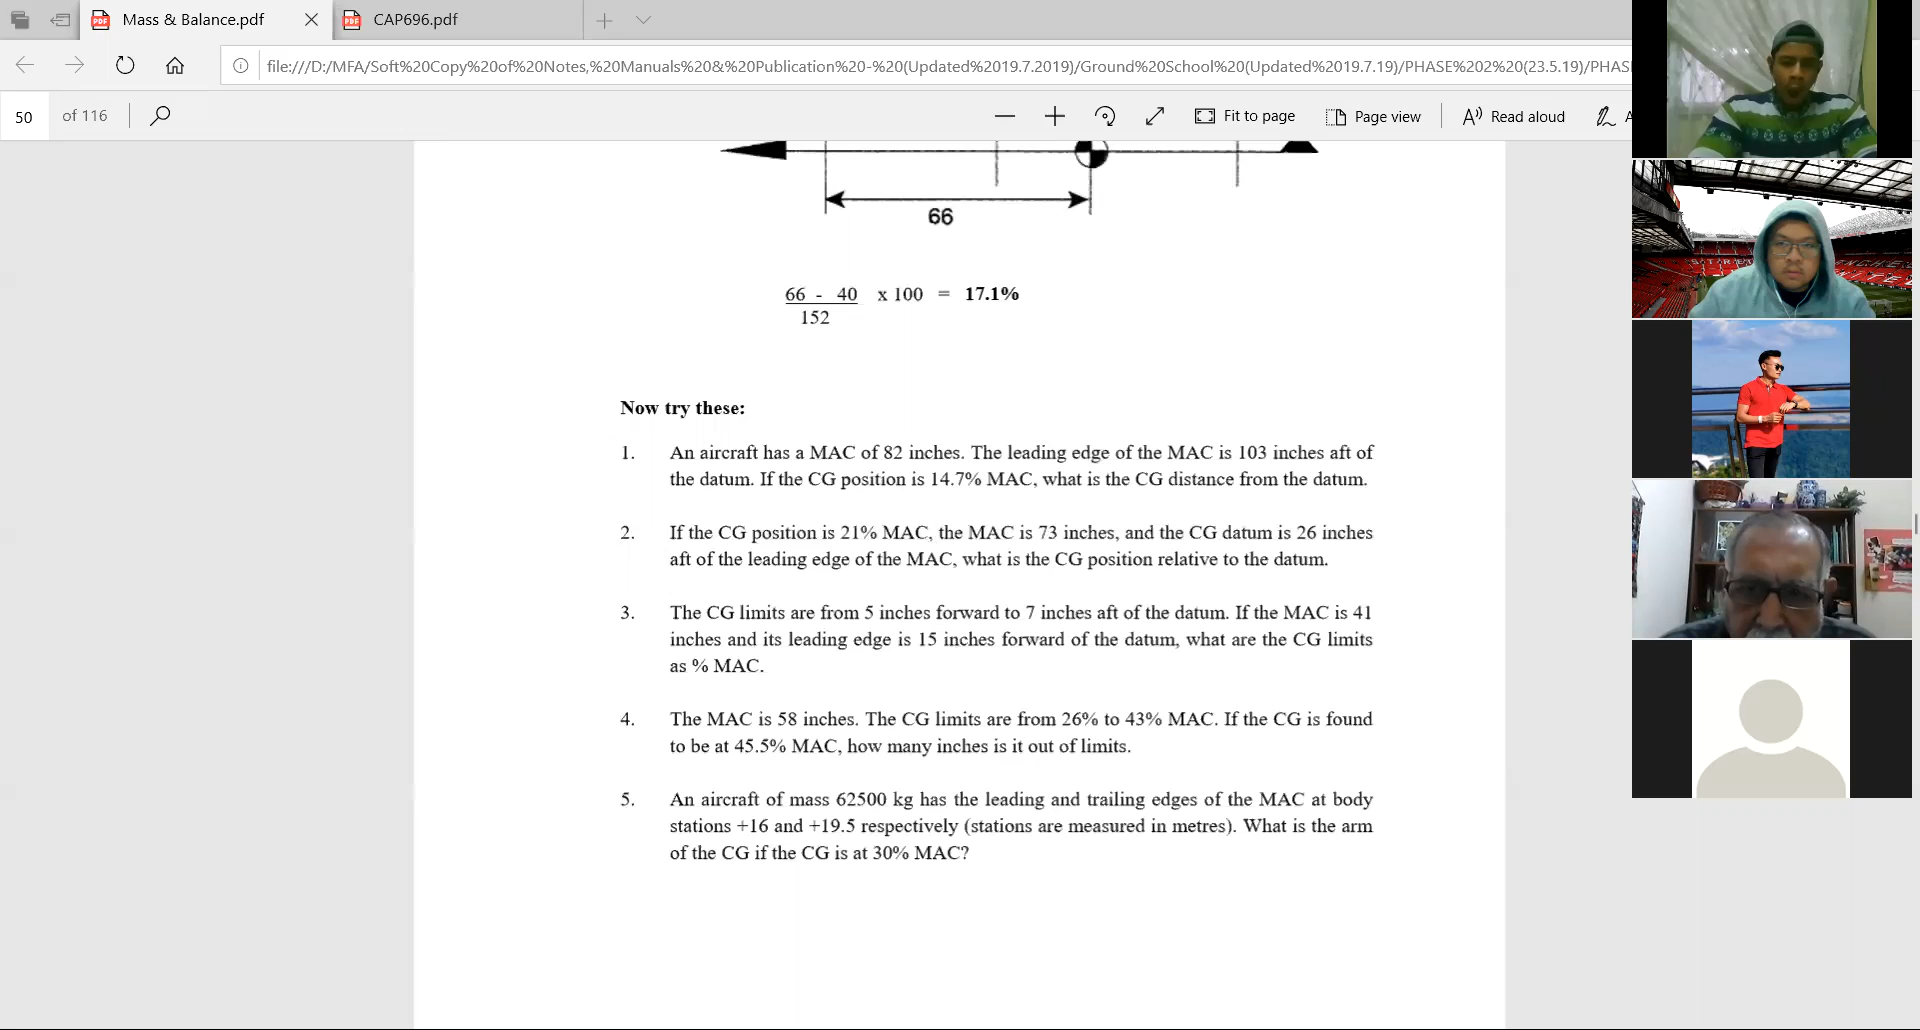 Mass & Balance.pdf
CAP696.pdf
file:///D:/MFA/Soft%20Copy%20of%20Notes,%20Manuals%20&%20Publication%20-%20(Updated%2019.7.2019)/Ground%20School%20(Updated%2019.7.19)/PHASE%202%20(23.5.19)/PHAS
50 of 116
Fit to page
Page view
Read aloud
66
66 - 40 x 100 = 17.1%
152
Now try these:
1. An aircraft has a MAC of 82 inches. The leading edge of the MAC is 103 inches aft of
the datum. If the CG position is 14.7% MAC, what is the CG distance from the datum.
2. If the CG position is 21% MAC, the MAC is 73 inches, and the CG datum is 26 inches
aft of the leading edge of the MAC, what is the CG position relative to the datum.
3. The CG limits are from 5 inches forward to 7 inches aft of the datum. If the MAC is 41
inches and its leading edge is 15 inches forward of the datum, what are the CG limits
as % MAC.
4. The MAC is 58 inches. The CG limits are from 26% to 43% MAC. If the CG is found
to be at 45.5% MAC, how many inches is it out of limits.
5. An aircraft of mass 62500 kg has the leading and trailing edges of the MAC at body
stations +16 and +19.5 respectively (stations are measured in metres). What is the arm
of the CG if the CG is at 30% MAC?